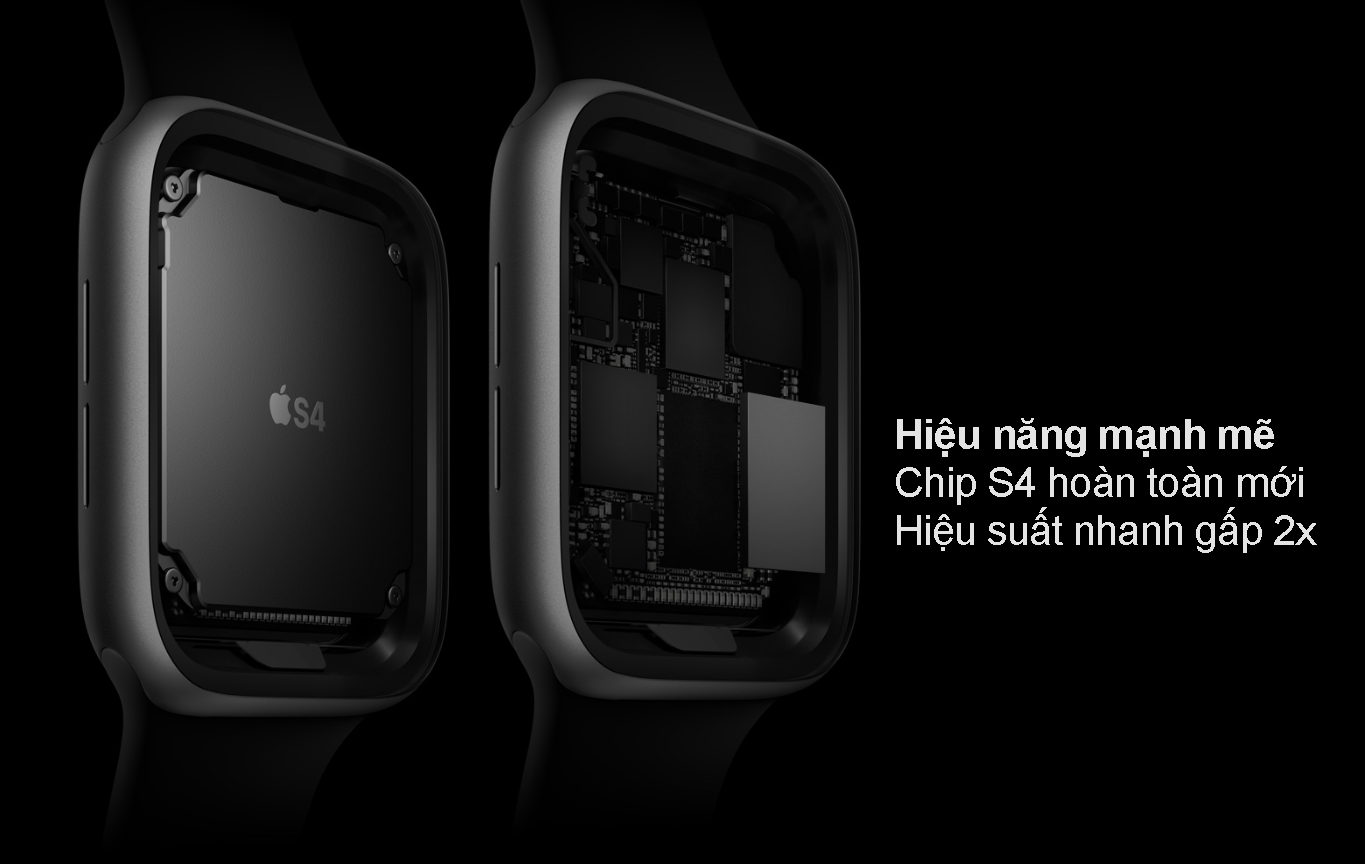 S4
Hiệu năng mạnh mẽ
Chip S4 hoàn toàn mới
Hiệu suất nhanh gấp 2x